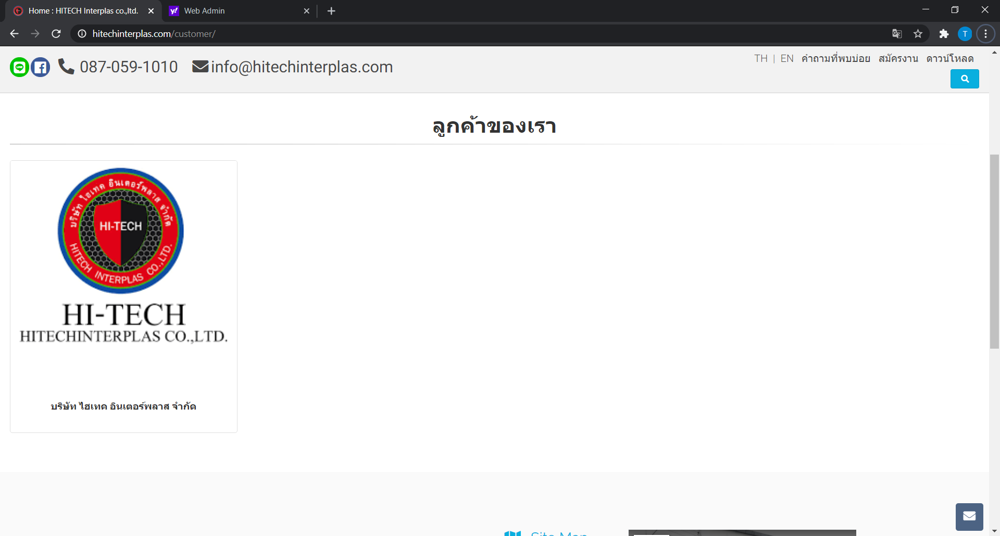 Home : HITECH Interplas co.,ltd.
Web Admin
hitechinterplas.com/customer/
T
087-059-1010
info@hitechinterplas.com
TH | EN คำถามที่พบบ่อย สมัครงาน ดาวน์โหลด
ลูกค้าของเรา
บริษัท ไฮเทค อินเตอร์พลาส จำกัด
HI-TECH
HITECH INTERPLAS CO.,LTD.
HI-TECH
HITECHINTERPLAS CO.,LTD.
บริษัท ไฮเทค อินเตอร์พลาส จำกัด
Site Map